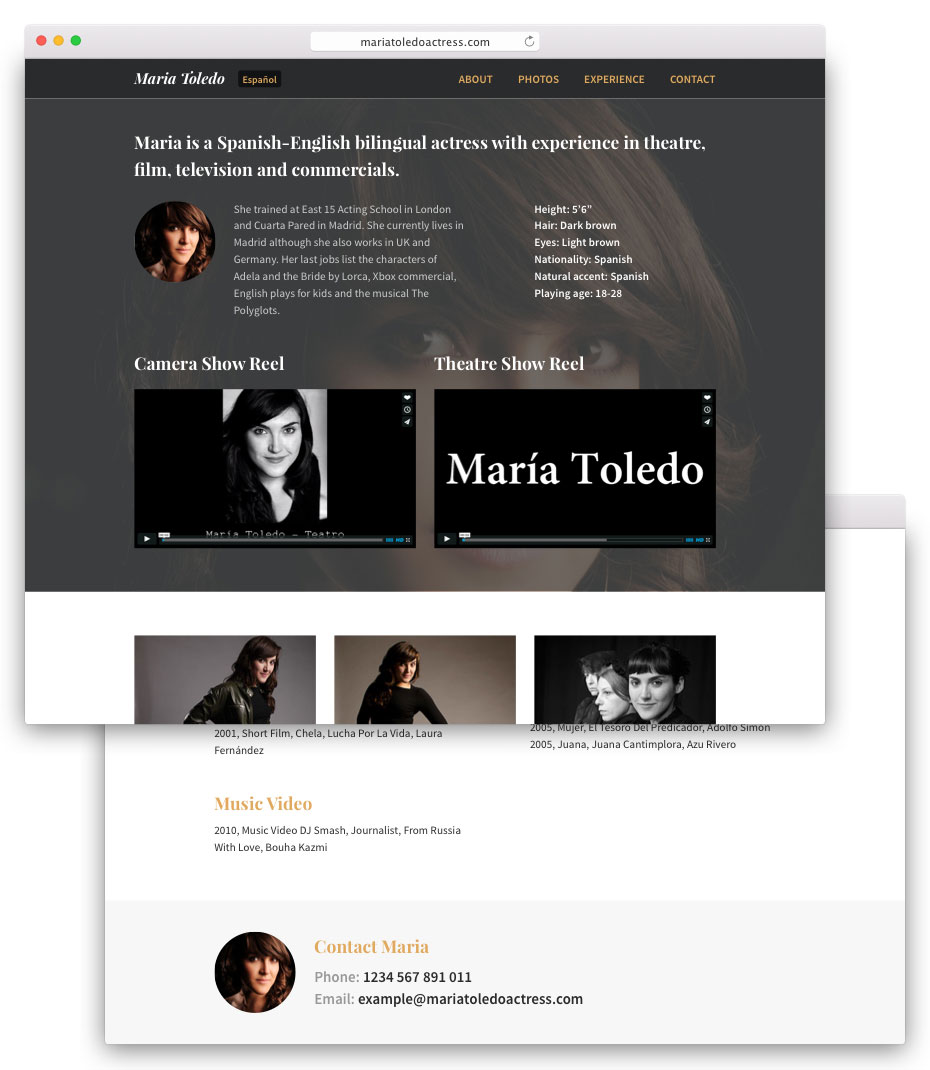 mariatoledoactress.com
Maria Toledo
Español
ABOUT
PHOTOS
EXPERIENCE
CONTACT
Maria is a Spanish-English bilingual actress with experience in theatre,
film, television and commercials.
She trained at East 15 Acting School in London
and Cuarta Pared in Madrid. She currently lives in
Madrid although she also works in UK and
Germany. Her last jobs list the characters of
Adela and the Bride by Lorca, Xbox commercial,
English plays for kids and the musical The
Polyglots.
Height: 5'6"
Hair: Dark brown
Eyes: Light brown
Nationality: Spanish
Natural accent: Spanish
Playing age: 18-28
Camera Show Reel
María Toledo - Teatro
Theatre Show Reel
María Toledo
2001, Short Film, Chela, Lucha Por La Vida, Laura
Fernández
2005, Mujer, El Tesoro Del Predicador, Adolfo Simón
2005, Juana, Juana Cantimplora, Azu Rivero
Music Video
2010, Music Video DJ Smash, Journalist, From Russia
With Love, Bouha Kazmi
Contact Maria
Phone: 1234 567 891 011
Email: example@mariatoledoactress.com